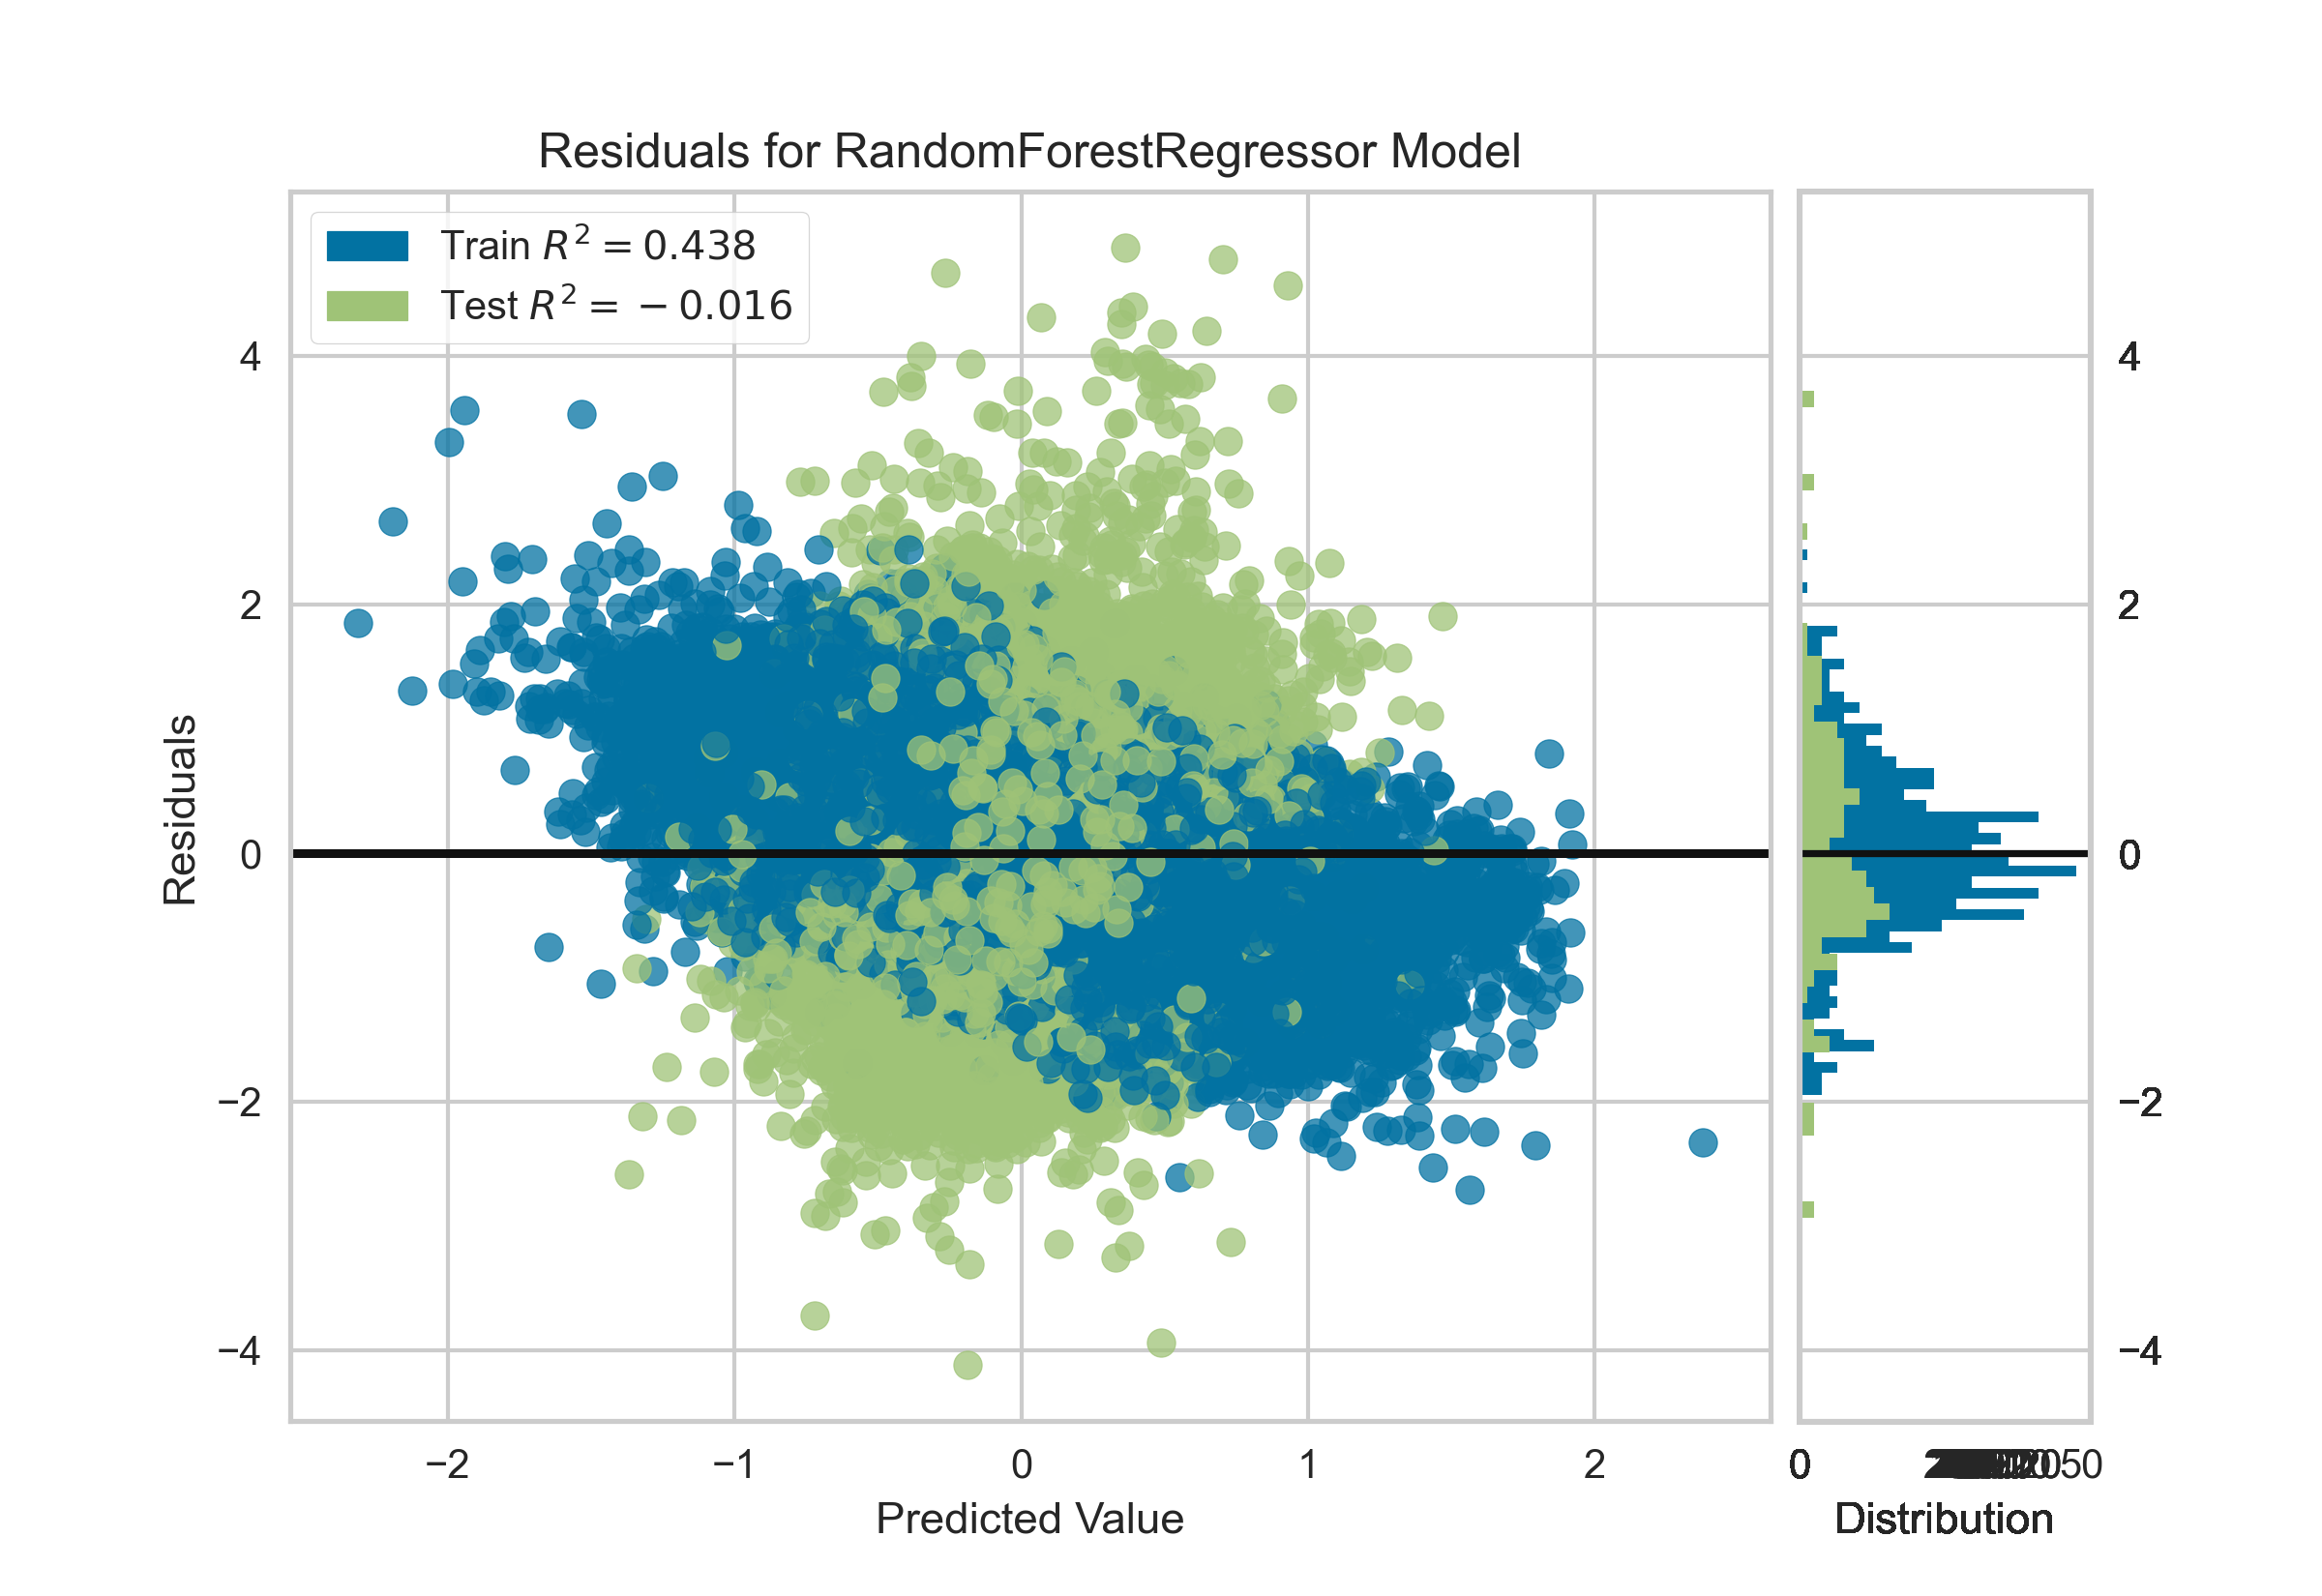 Residuals for RandomForestRegressor Model
Train R² = 0.438
Test R² = −0.016
4
2
0
−2
−4
Residuals
−2
−1
0
1
2
Predicted Value
4
2
0
−2
−4
0
50
Distribution